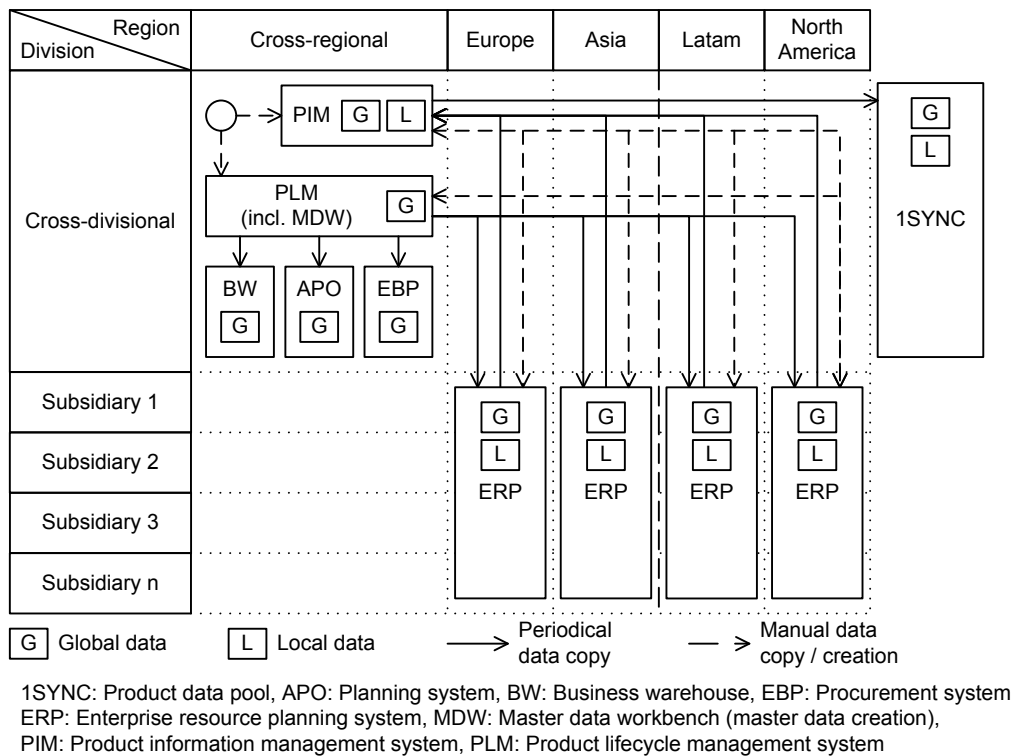 Region
Division
Cross-regional
Europe
Asia
Latam
North
America
Cross-divisional
PIM G L
PLM
(incl. MDW)
G
BW
G
APO
G
EBP
G
G
L
1SYNC
Subsidiary 1
Subsidiary 2
Subsidiary 3
Subsidiary n
G
L
ERP
G
L
ERP
G
L
ERP
G
L
ERP
G Global data
L Local data
Periodical
data copy
Manual data
copy / creation
1SYNC: Product data pool, APO: Planning system, BW: Business warehouse, EBP: Procurement system
ERP: Enterprise resource planning system, MDW: Master data workbench (master data creation),
PIM: Product information management system, PLM: Product lifecycle management system